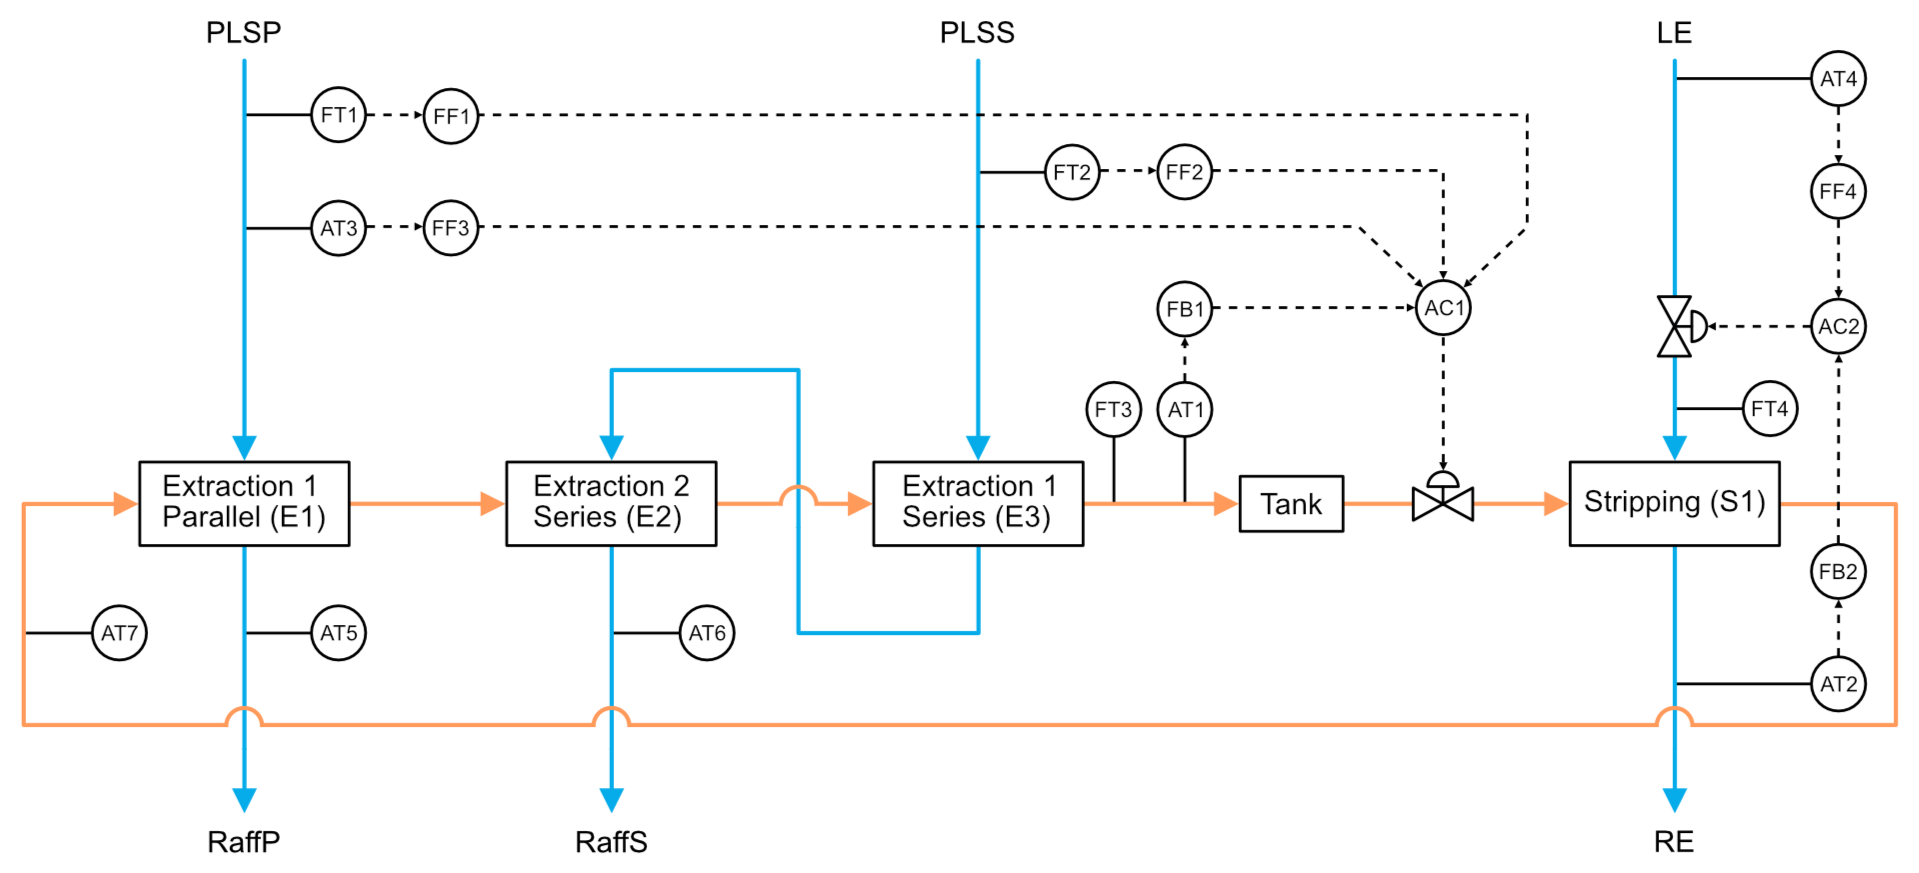 PLSP
PLSS
LE
AT4
FT1
FF1
FT2
FF2
FF4
AT3
FF3
FB1
AC1
AC2
FT3
AT1
FT4
Extraction 1
Parallel (E1)
Extraction 2
Series (E2)
Extraction 1
Series (E3)
Tank
Stripping (S1)
FB2
AT7
AT5
AT6
AT2
RaffP
RaffS
RE